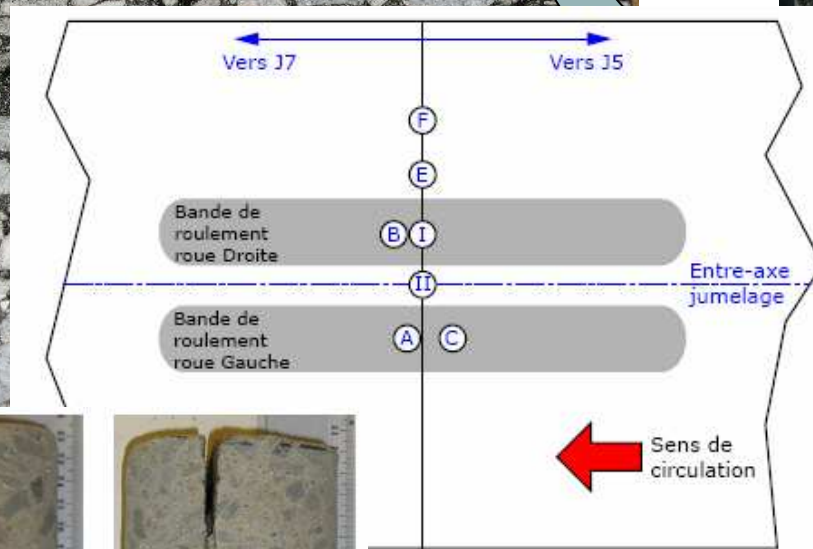 Vers J7
Vers J5
F
E
Bande de
roulement
roue Droite
B I
II
Entre-axe
jumelage
Bande de
roulement
roue Gauche
A C
Sens de
circulation